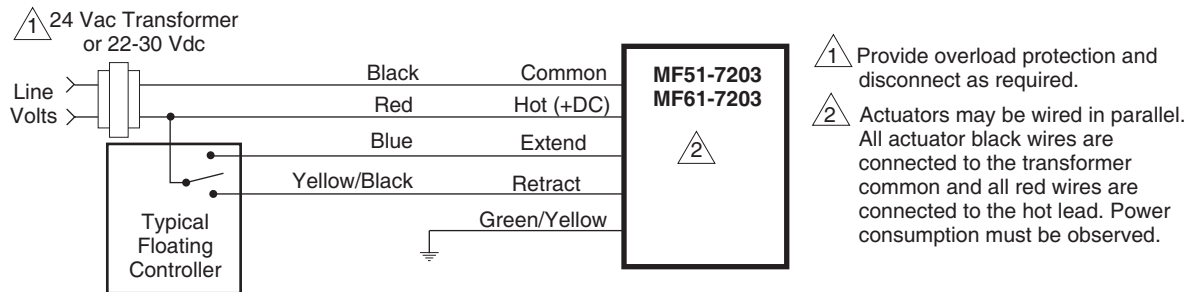 1 24 Vac Transformer
or 22-30 Vdc
Line
Volts
Black Common
Red Hot (+DC)
Blue Extend
Yellow/Black Retract
Green/Yellow
Typical
Floating
Controller
MF51-7203
MF61-7203
2
1 Provide overload protection and
disconnect as required.
2 Actuators may be wired in parallel.
All actuator black wires are
connected to the transformer
common and all red wires are
connected to the hot lead. Power
consumption must be observed.